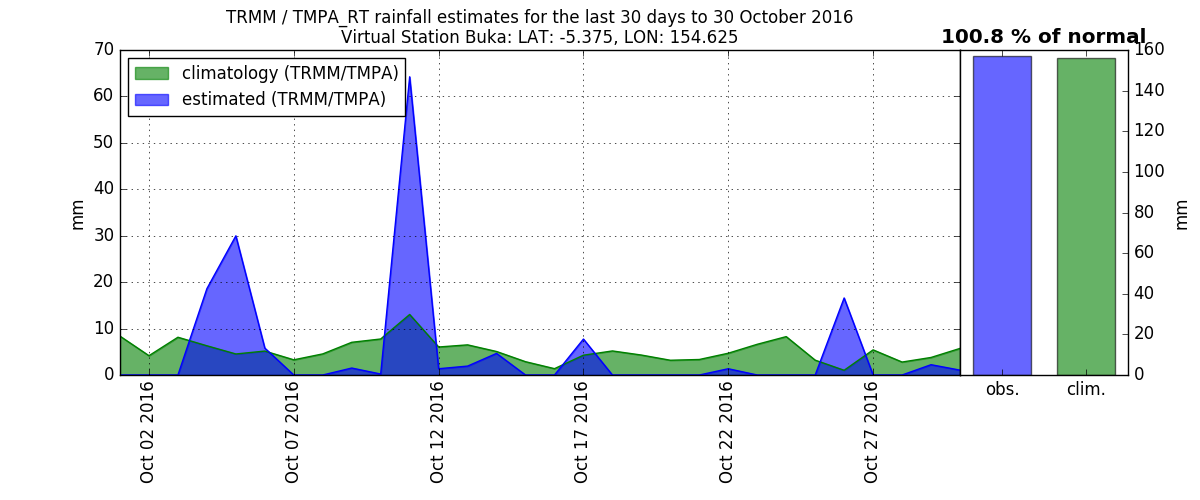 TRMM / TMPA_RT rainfall estimates for the last 30 days to 30 October 2016
Virtual Station Buka: LAT: -5.375, LON: 154.625
100.8 % of normal
climatology (TRMM/TMPA)
estimated (TRMM/TMPA)
70
60
50
40
30
20
10
0
mm
Oct 02 2016
Oct 07 2016
Oct 12 2016
Oct 17 2016
Oct 22 2016
Oct 27 2016
160
140
120
100
80
60
40
20
0
mm
obs.
clim.